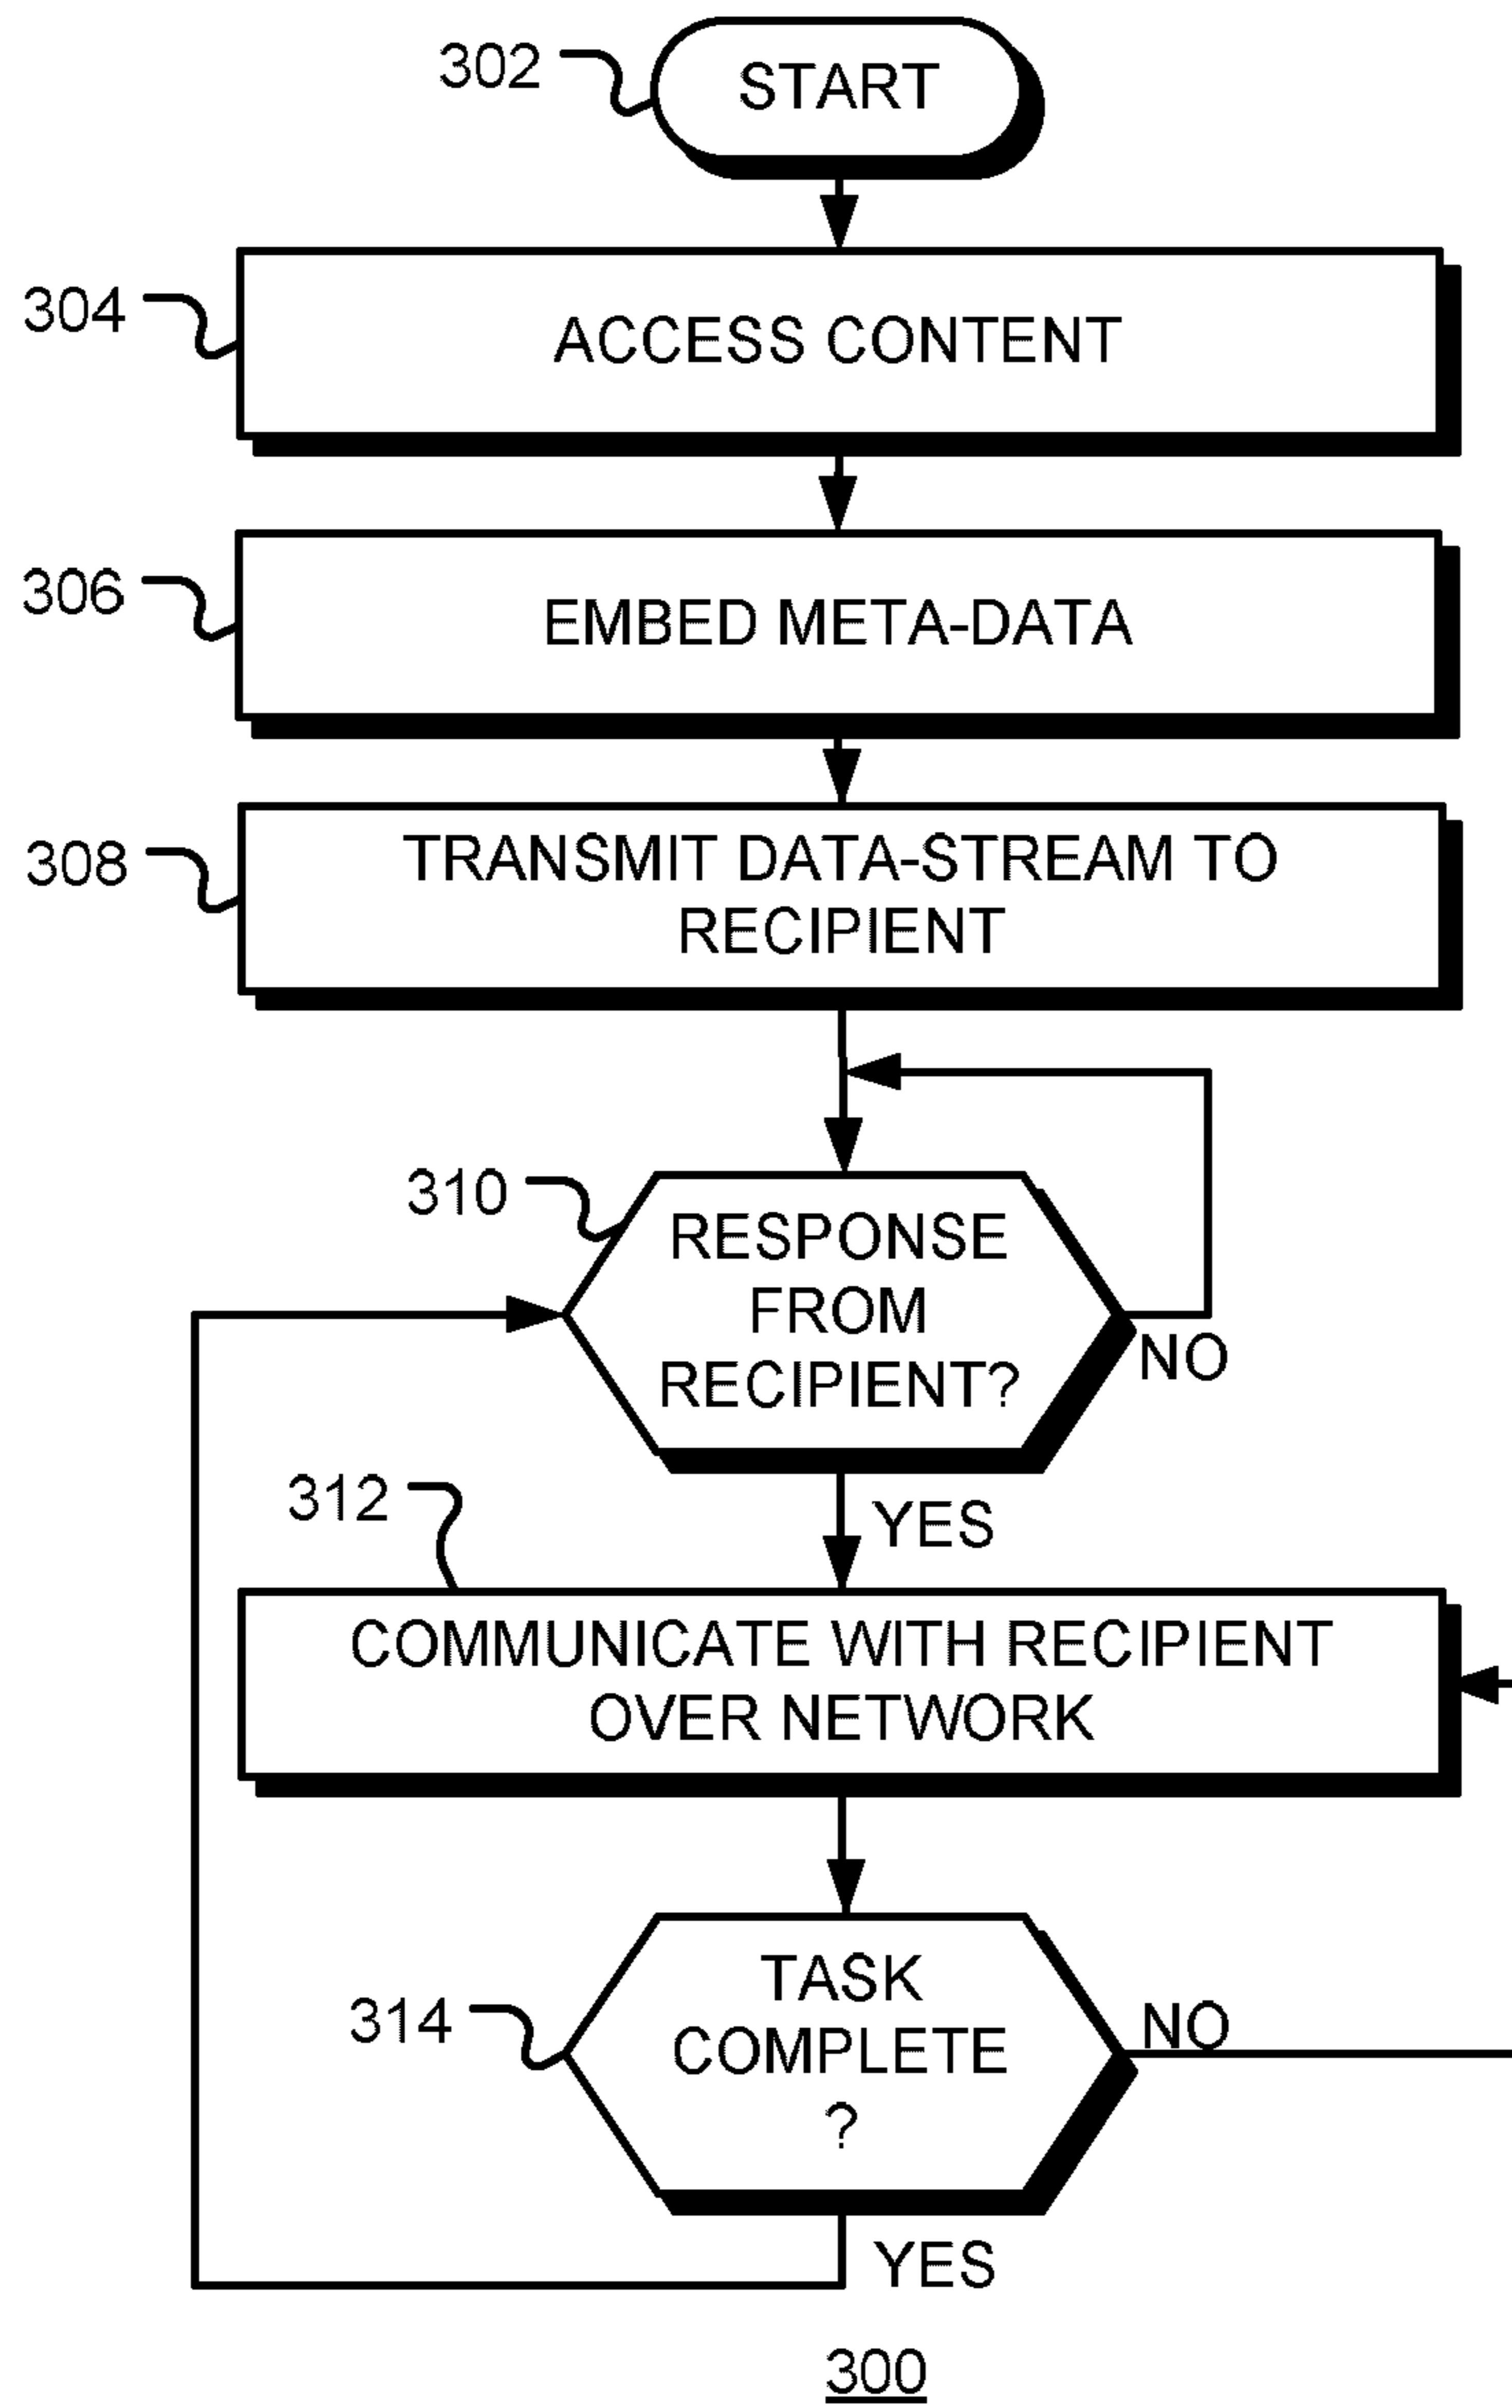 302
START
304
ACCESS CONTENT
306
EMBED META-DATA
308
TRANSMIT DATA-STREAM TO
RECIPIENT
310
RESPONSE
FROM
RECIPIENT?
NO
YES
312
COMMUNICATE WITH RECIPIENT
OVER NETWORK
314
TASK
COMPLETE
?
NO
YES
300